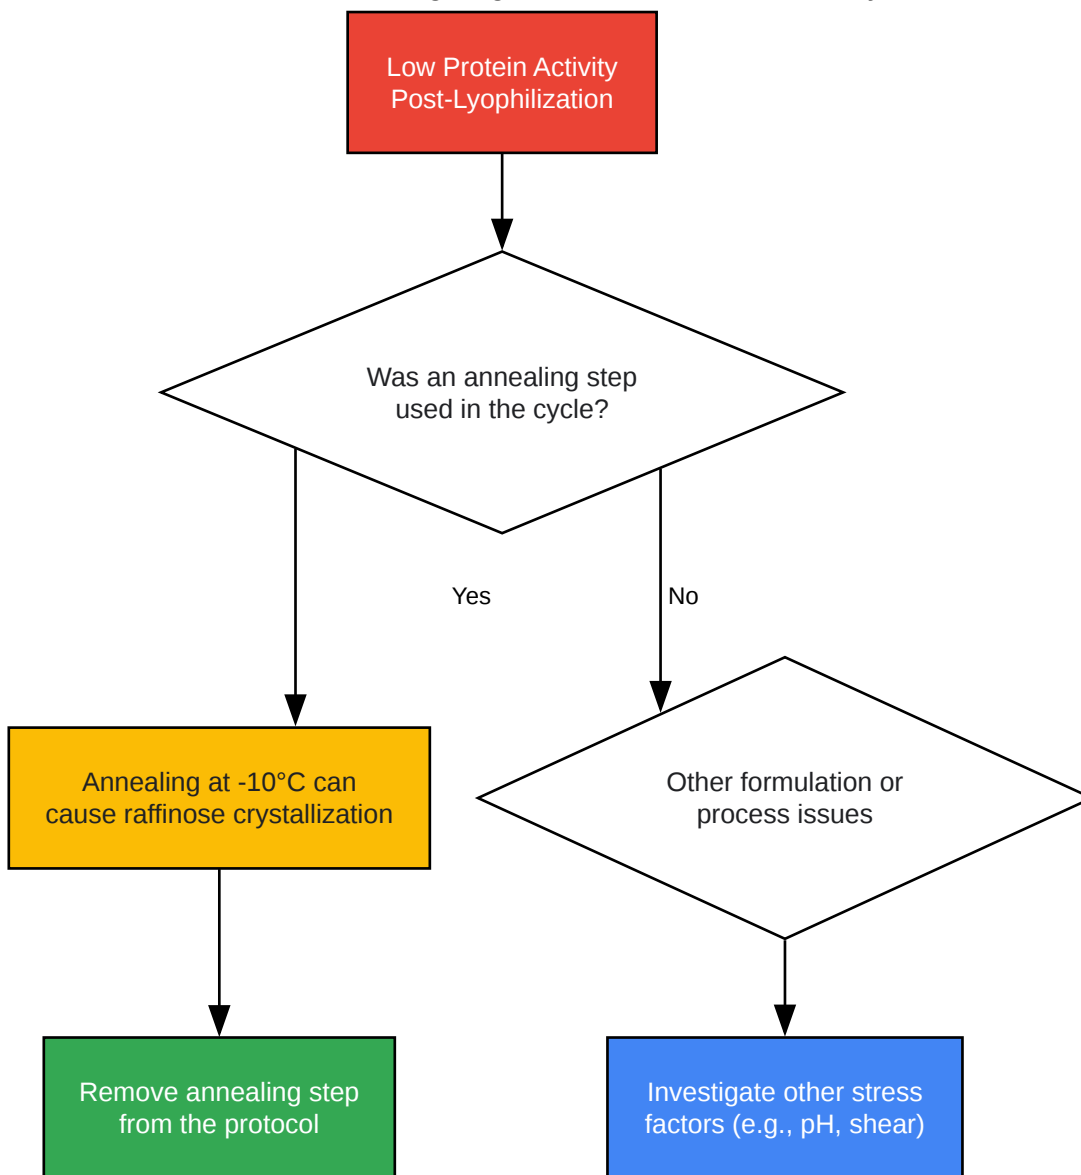 Low Protein Activity
Post-Lyophilization
Was an annealing step
used in the cycle?
Yes
No
Annealing at -10°C can
cause raffinose crystallization
Other formulation or
process issues
Remove annealing step
from the protocol
Investigate other stress
factors (e.g., pH, shear)